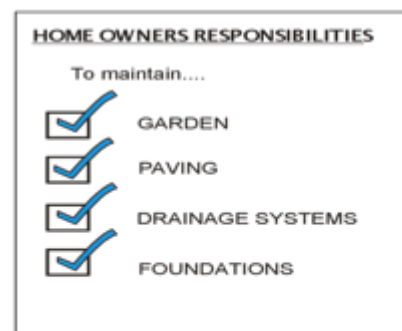 HOME OWNERS RESPONSIBILITIES
To maintain....
GARDEN
PAVING
DRAINAGE SYSTEMS
FOUNDATIONS